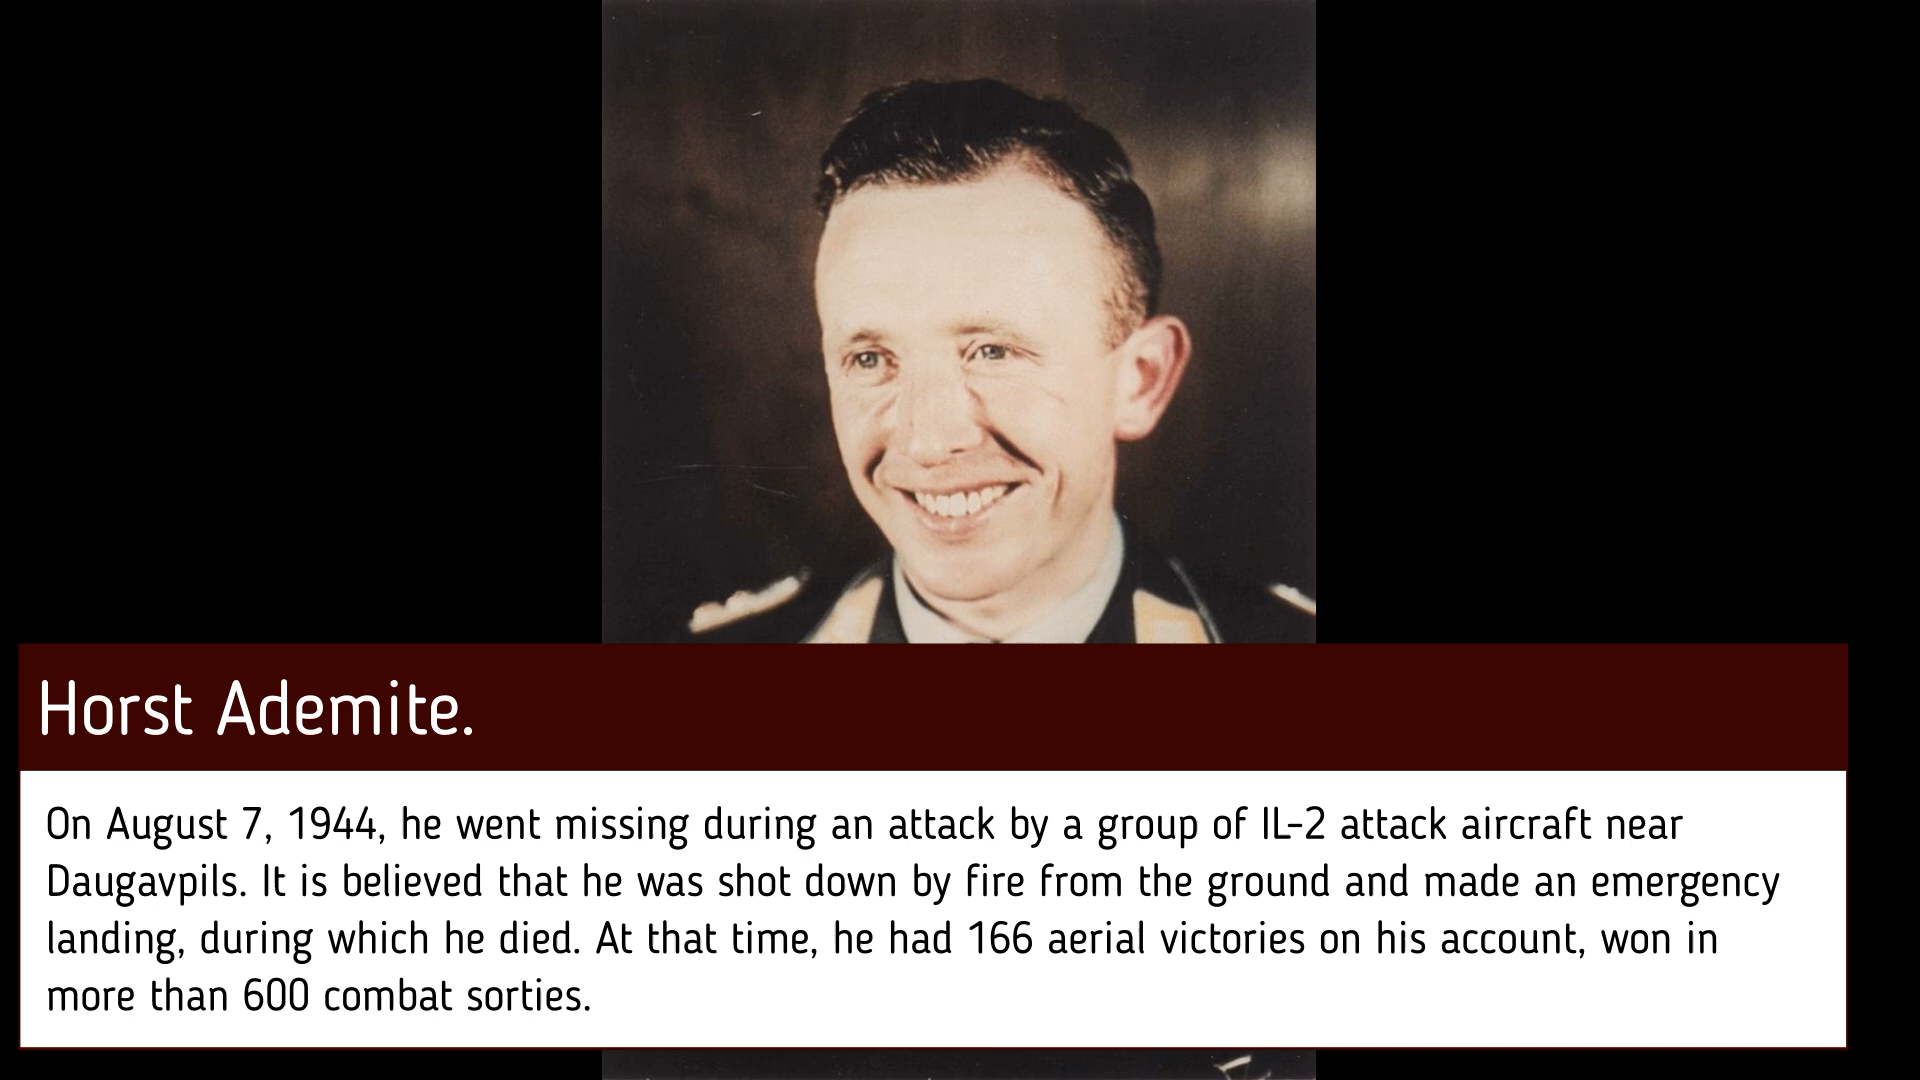 Horst Ademite.
On August 7, 1944, he went missing during an attack by a group of IL-2 attack aircraft near
Daugavpils. It is believed that he was shot down by fire from the ground and made an emergency
landing, during which he died. At that time, he had 166 aerial victories on his account, won in
more than 600 combat sorties.